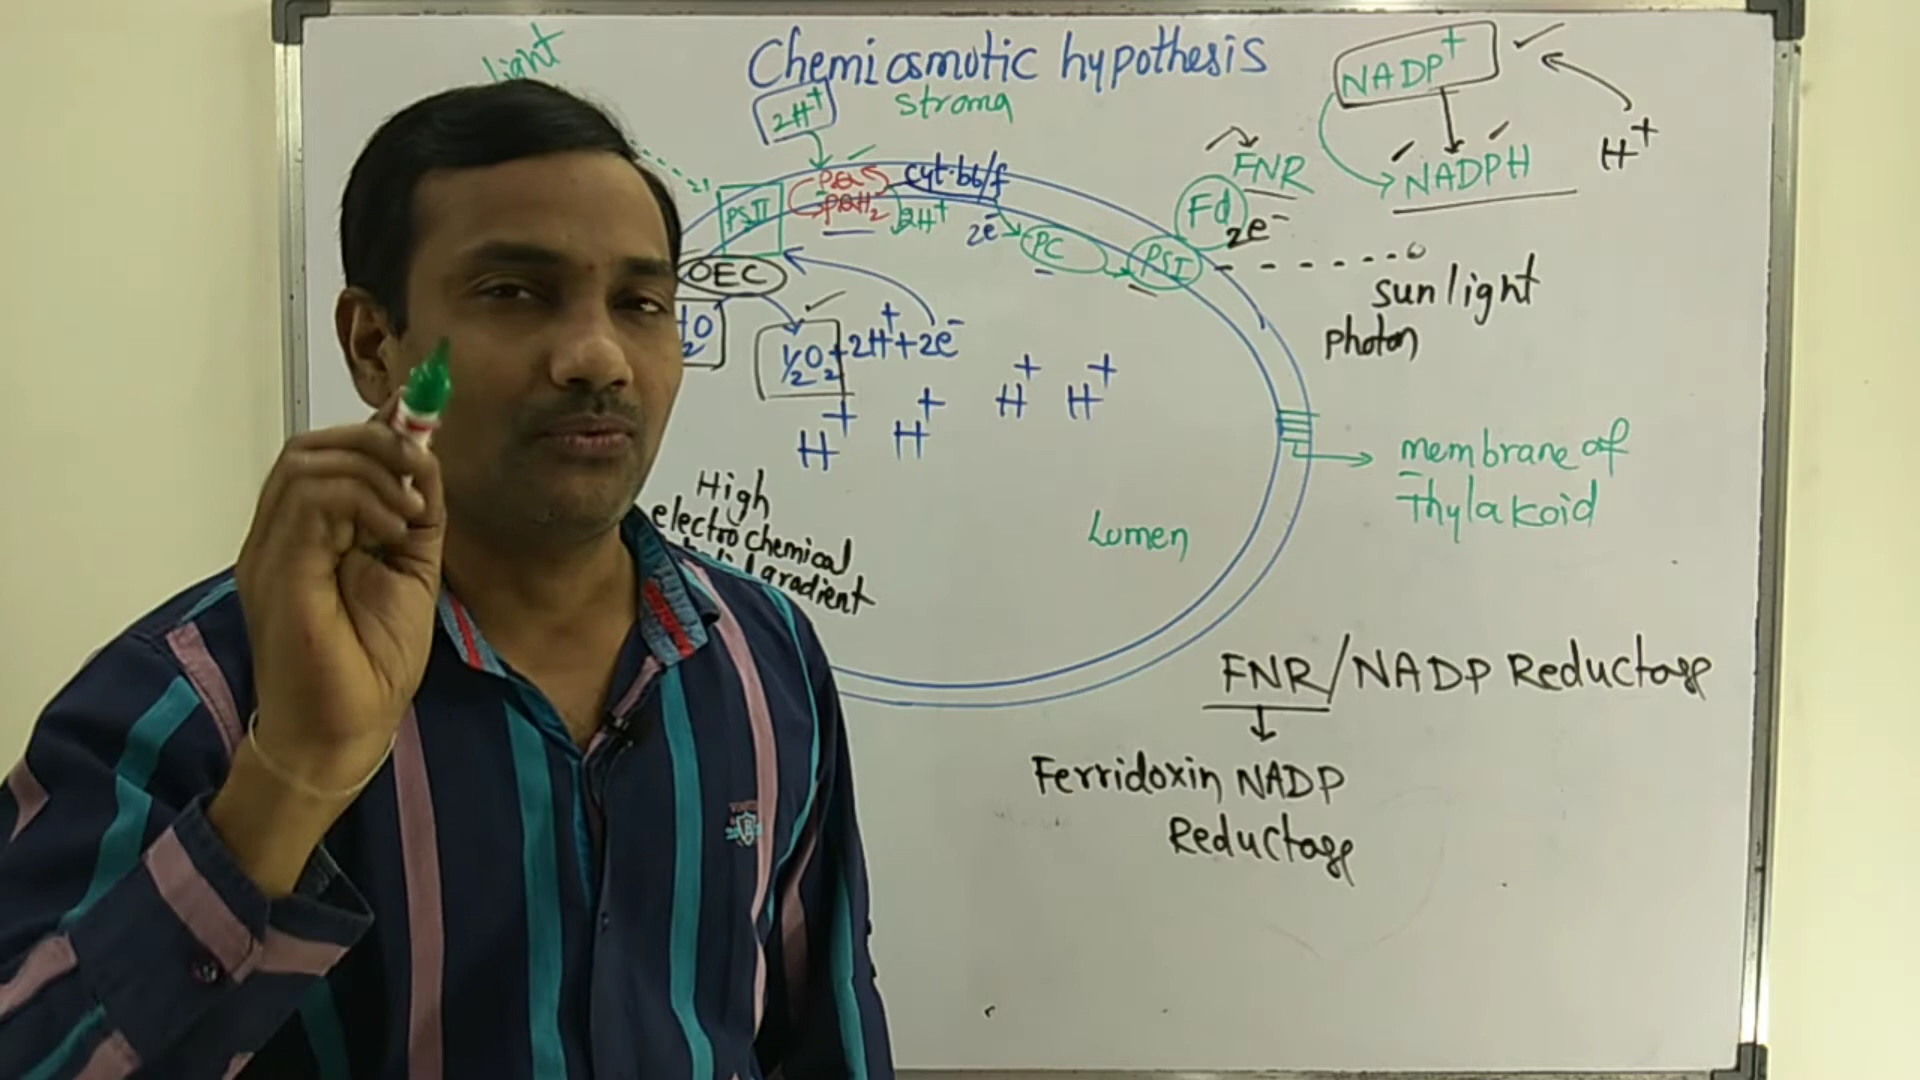 Chemiosmotic hypothesis
light
2H+
stroma
NADP+
H+
FNR
NADPH
PSII
PQ
PQH2
cyt.b6/f
2H+
2e-
PC
PSI
Fd
2e-
OEC
sunlight
photon
½O2+2H++2e-
H+ H+ H+ H+
membrane of
Thylakoid
High
electrochemical
gradient
Lumen
FNR/NADP Reductase
Ferridoxin NADP
Reductase